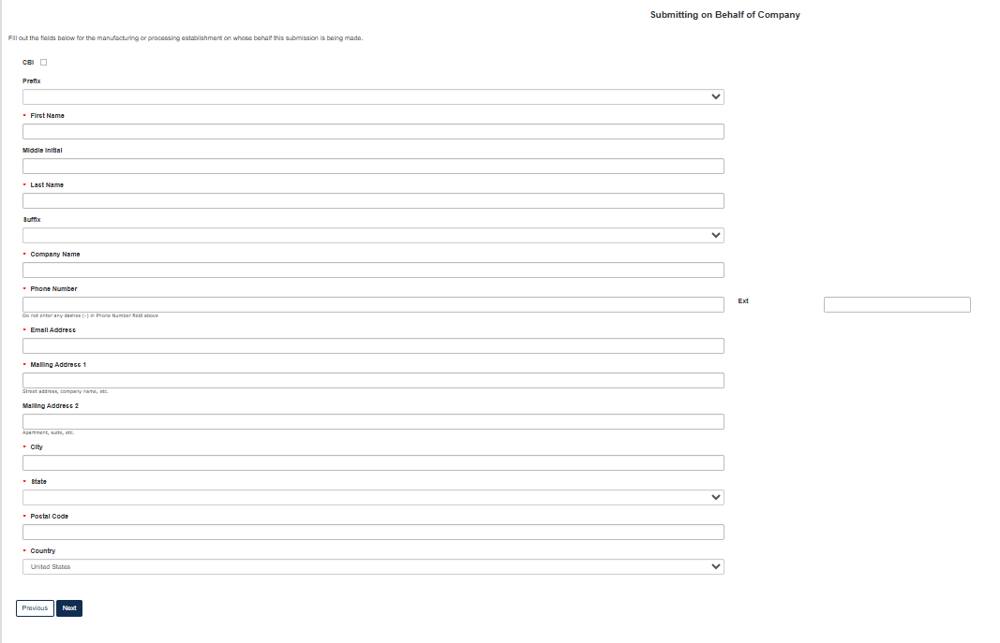 Submitting on Behalf of Company
Fill out the fields below for the manufacturing or processing establishment on whose behalf this submission is being made.
CBI
Prefix
* First Name
Middle Initial
* Last Name
Suffix
* Company Name
* Phone Number
Ext
Do not enter any dashes (-) in Phone Number field above
* Email Address
* Mailing Address 1
Street address, company name, etc.
Mailing Address 2
Apartment, suite, etc.
* City
* State
* Postal Code
* Country
United States
Previous Next